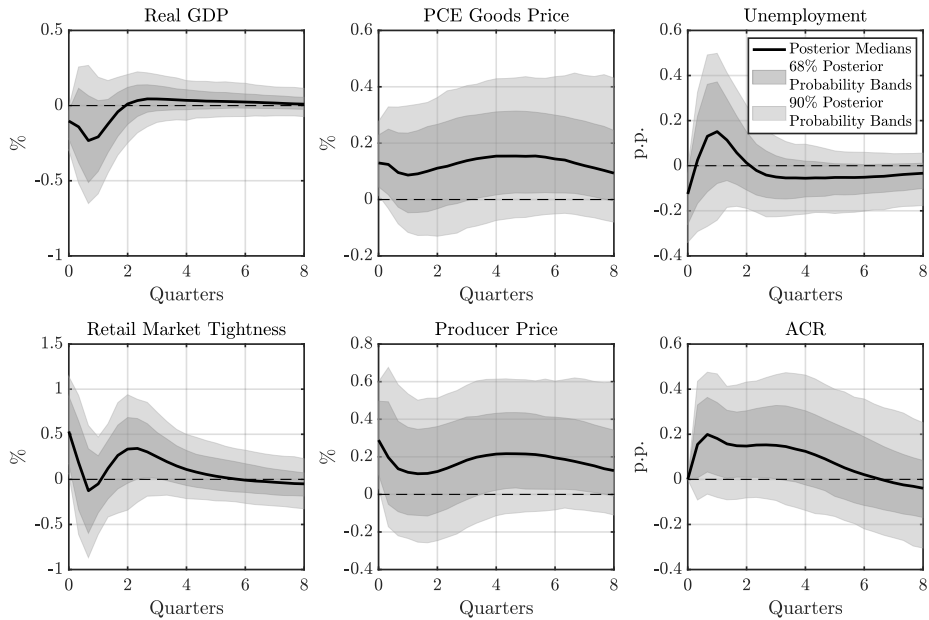 Real GDP
0.5
0
-0.5
-1
%
0 2 4 6 8
Quarters
PCE Goods Price
0.6
0.4
0.2
0
-0.2
%
0 2 4 6 8
Quarters
Unemployment
0.6
0.4
0.2
0
-0.2
-0.4
p.p.
Posterior Medians
68% Posterior
Probability Bands
90% Posterior
Probability Bands
0 2 4 6 8
Quarters
Retail Market Tightness
1.5
1
0.5
0
-0.5
-1
%
0 2 4 6 8
Quarters
Producer Price
0.8
0.6
0.4
0.2
0
-0.2
-0.4
%
0 2 4 6 8
Quarters
ACR
0.6
0.4
0.2
0
-0.2
-0.4
p.p.
0 2 4 6 8
Quarters